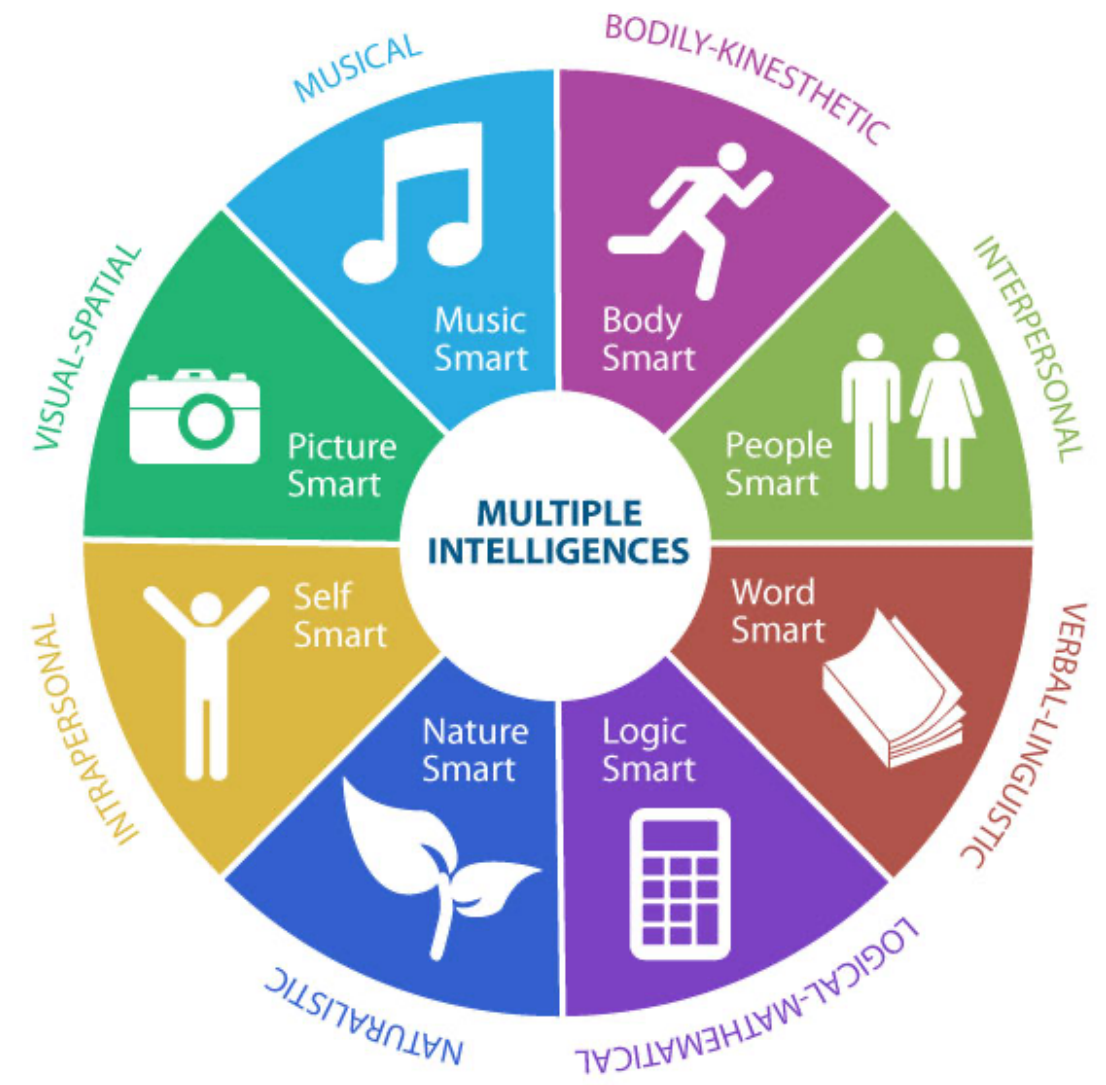 MUSICAL
BODILY-KINESTHETIC
INTERPERSONAL
VERBAL-LINGUISTIC
LOGICAL-MATHEMATICAL
NATURALISTIC
INTRAPERSONAL
VISUAL-SPATIAL
Music
Smart
Body
Smart
People
Smart
Word
Smart
Logic
Smart
Nature
Smart
Self
Smart
Picture
Smart
MULTIPLE
INTELLIGENCES